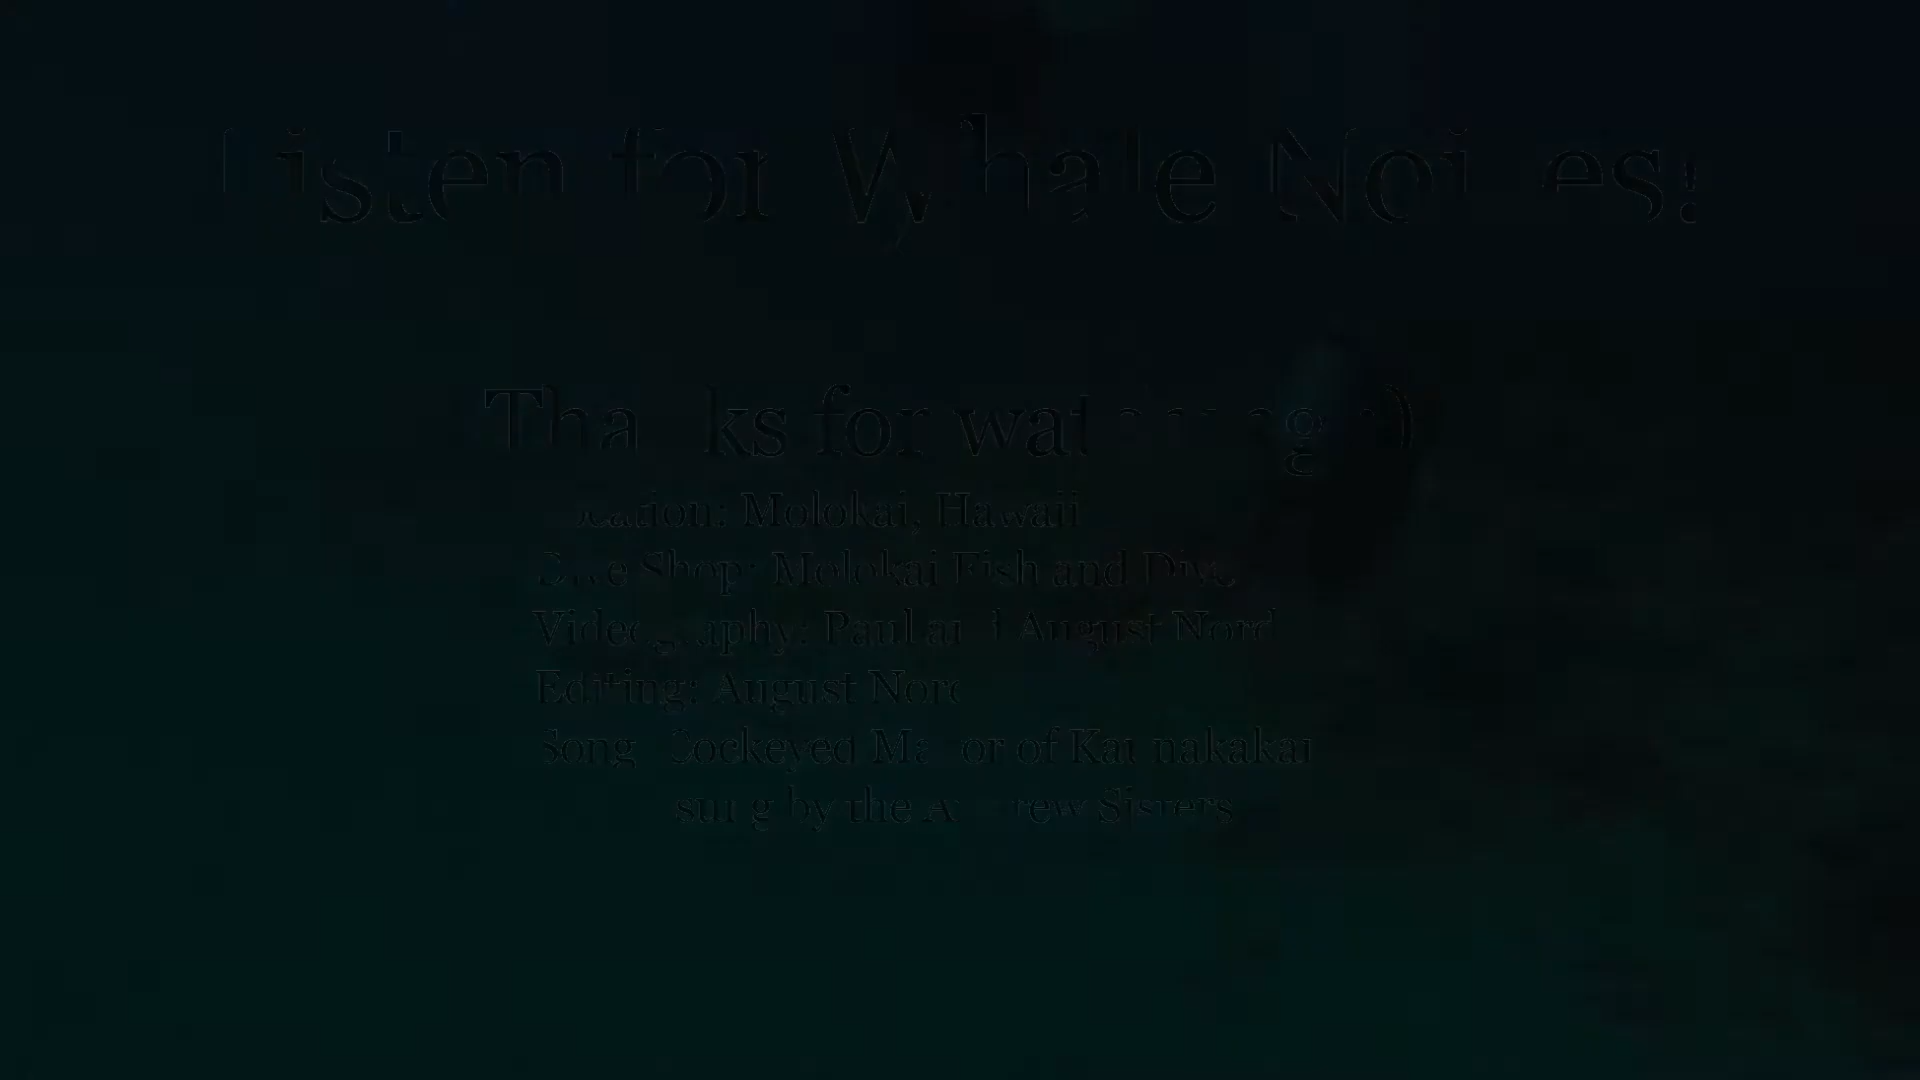 Listen for Whale Noises!
Thanks for watching :)
Location: Molokai, Hawaii
Dive Shop: Molokai Fish and Dive
Videography: Paul and August Nord
Editing: August Nord
Song: Cockeyed Mayor of Kaunakakai
sung by the Andrew Sisters